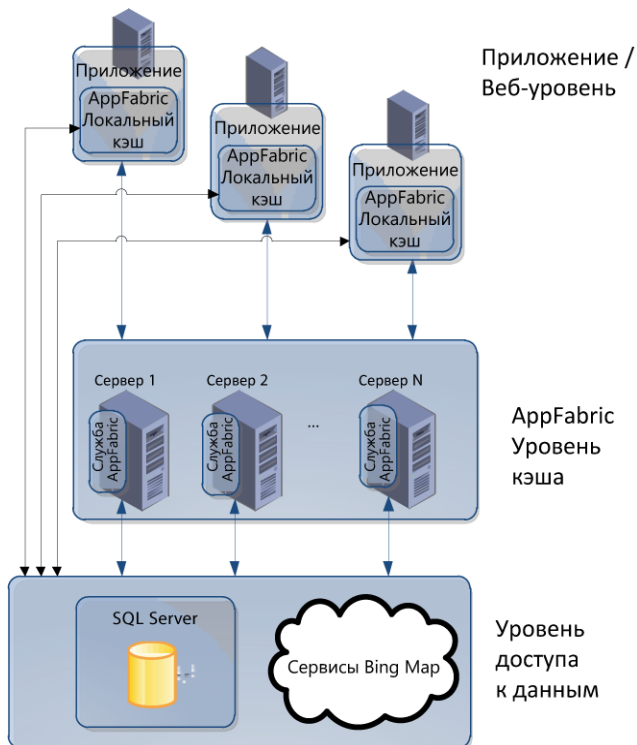 Приложение /
Веб-уровень
Приложение
AppFabric
Локальный
кэш
Приложение
AppFabric
Локальный
кэш
Приложение
AppFabric
Локальный
кэш
Сервер 1
Сервер 2
Сервер N
...
Служба
AppFabric
Служба
AppFabric
Служба
AppFabric
AppFabric
Уровень
кэша
SQL Server
Сервисы Bing Map
Уровень
доступа
к данным